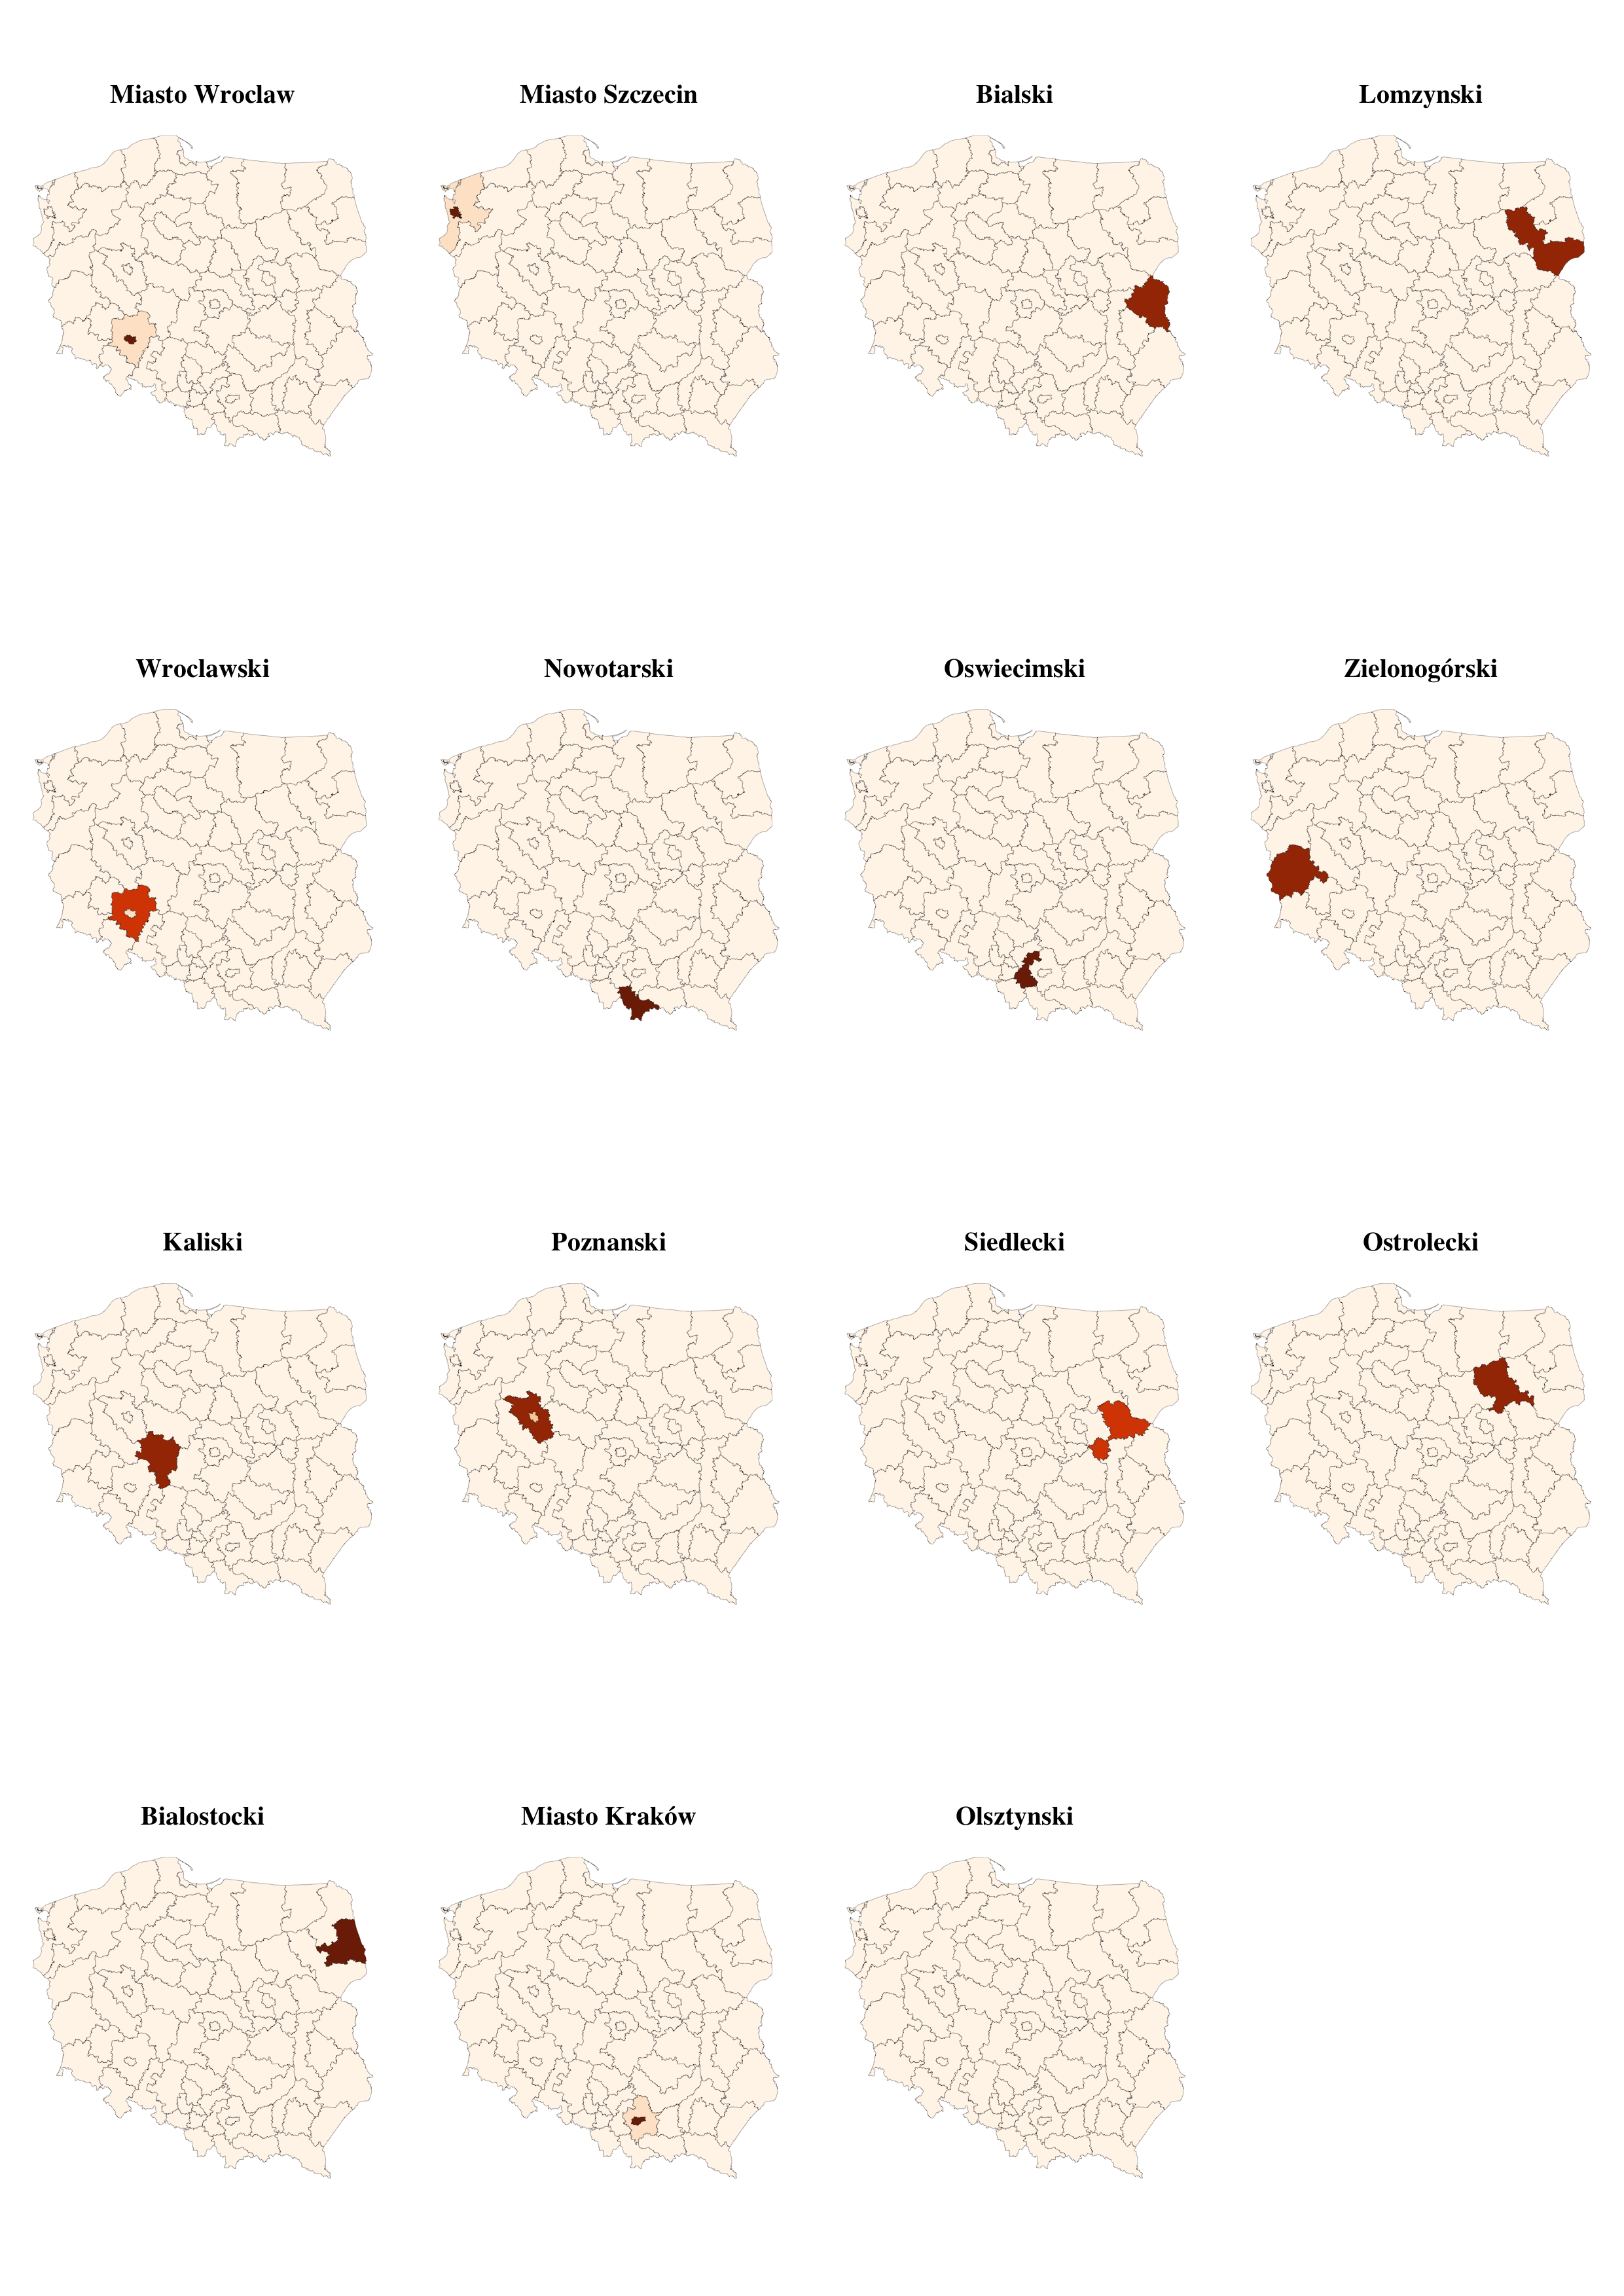 Miasto Wroclaw
Miasto Szczecin
Bialski
Lomzynski
Wroclawski
Nowotarski
Oswiecimski
Zielonogórski
Kaliski
Poznanski
Siedlecki
Ostrolecki
Bialostocki
Miasto Kraków
Olsztynski